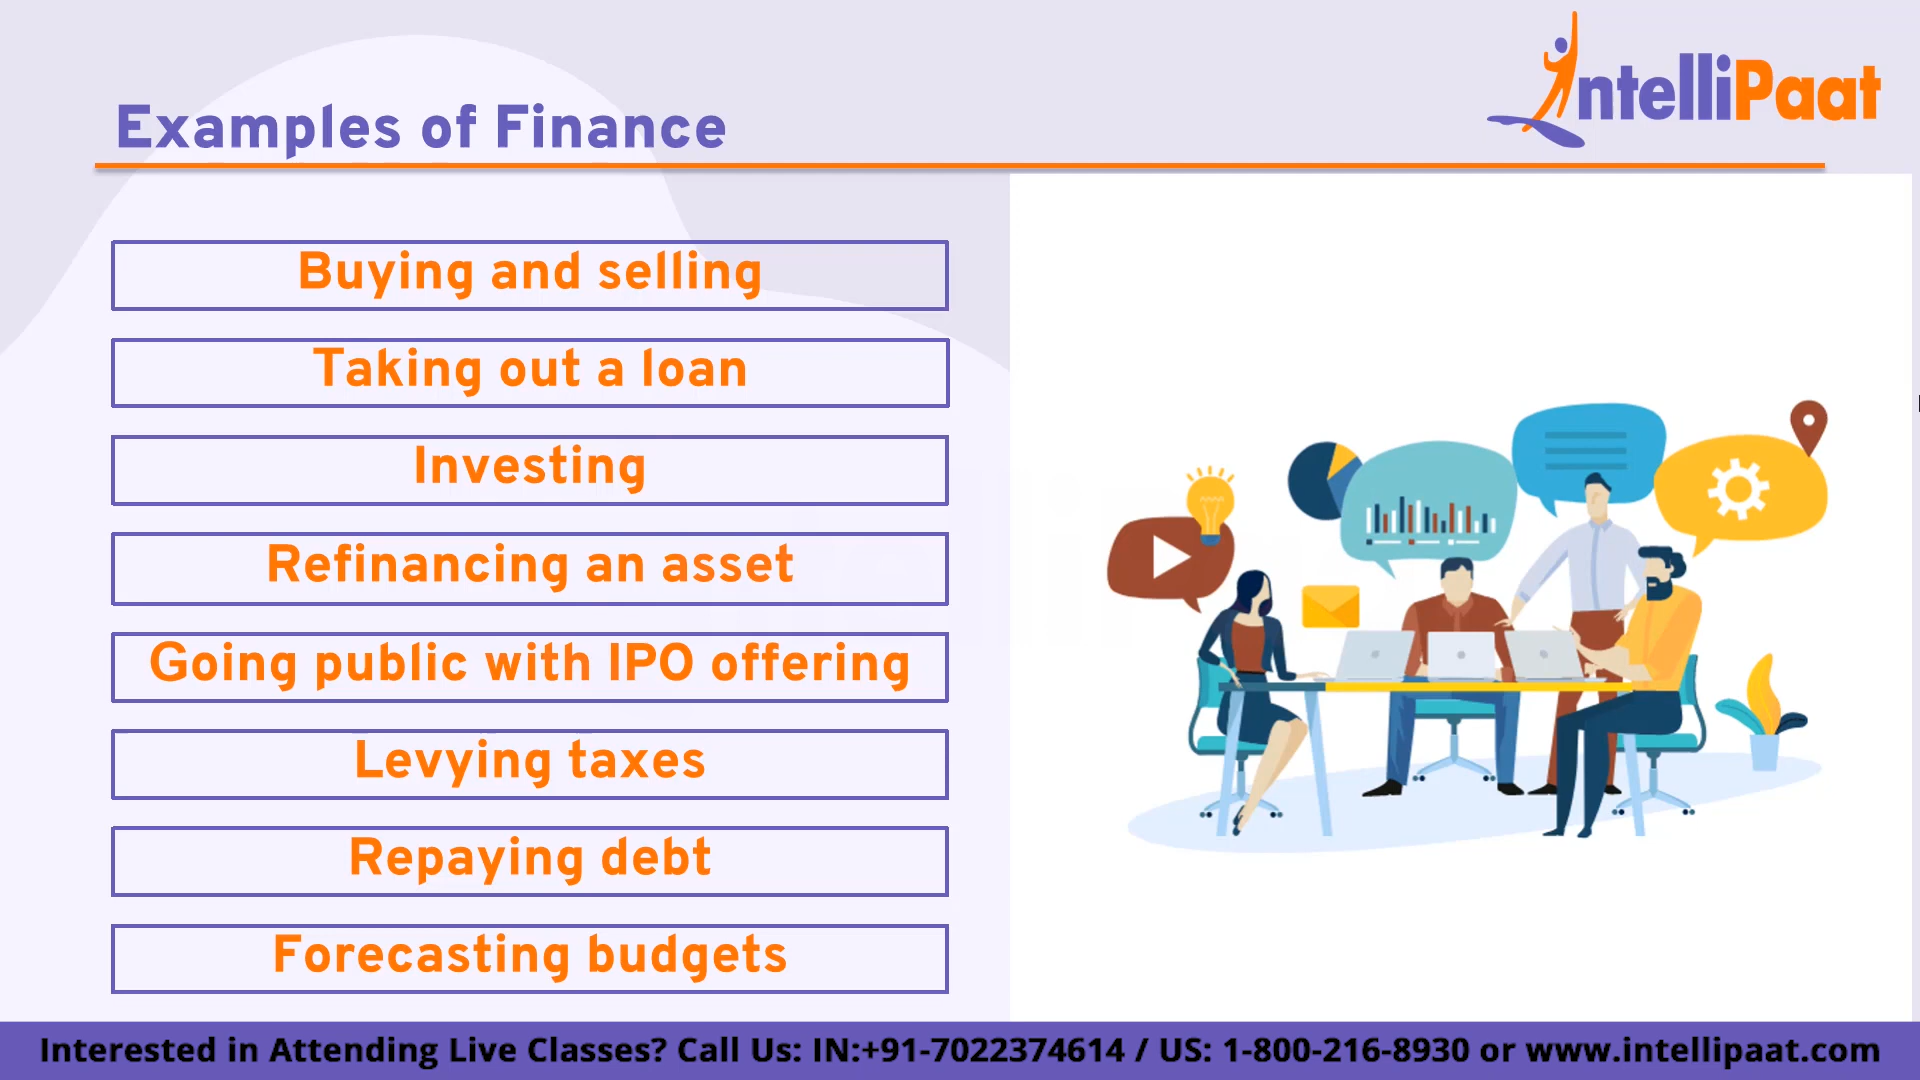 IntelliPaat
Examples of Finance
Buying and selling
Taking out a loan
Investing
Refinancing an asset
Going public with IPO offering
Levying taxes
Repaying debt
Forecasting budgets
Interested in Attending Live Classes? Call Us: IN:+91-7022374614 / US: 1-800-216-8930 or www.intellipaat.com